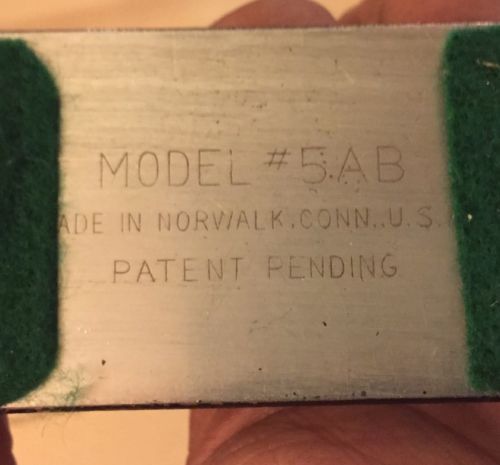 MODEL #5AB
ADE IN NORWALK.CONN..U.S.
PATENT PENDING